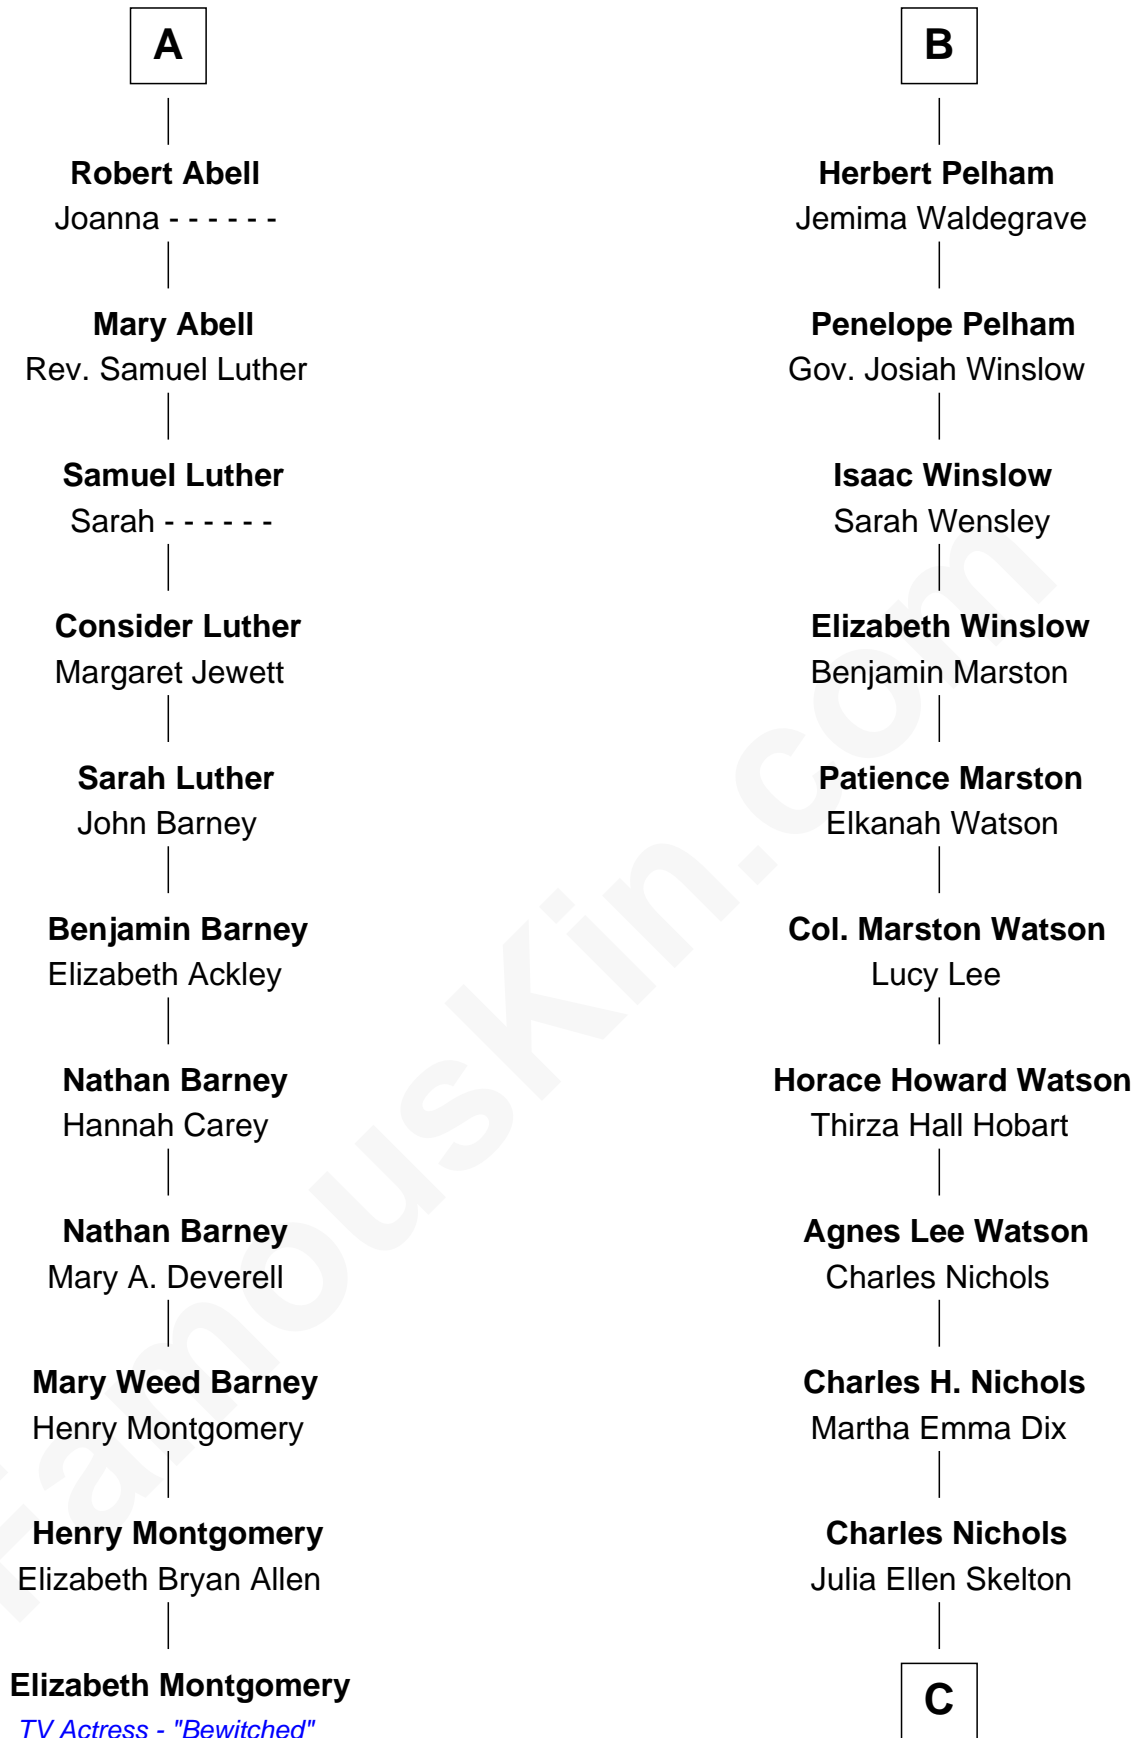 A
Robert Abell
Joanna - - - - - -
Mary Abell
Rev. Samuel Luther
Samuel Luther
Sarah - - - - - -
Consider Luther
Margaret Jewett
Sarah Luther
John Barney
Benjamin Barney
Elizabeth Ackley
Nathan Barney
Hannah Carey
Nathan Barney
Mary A. Deverell
Mary Weed Barney
Henry Montgomery
Henry Montgomery
Elizabeth Bryan Allen
Elizabeth Montgomery
TV Actress - "Bewitched"
B
Herbert Pelham
Jemima Waldegrave
Penelope Pelham
Gov. Josiah Winslow
Isaac Winslow
Sarah Wensley
Elizabeth Winslow
Benjamin Marston
Patience Marston
Elkanah Watson
Col. Marston Watson
Lucy Lee
Horace Howard Watson
Thirza Hall Hobart
Agnes Lee Watson
Charles Nichols
Charles H. Nichols
Martha Emma Dix
Charles Nichols
Julia Ellen Skelton
C
FamousKin.com